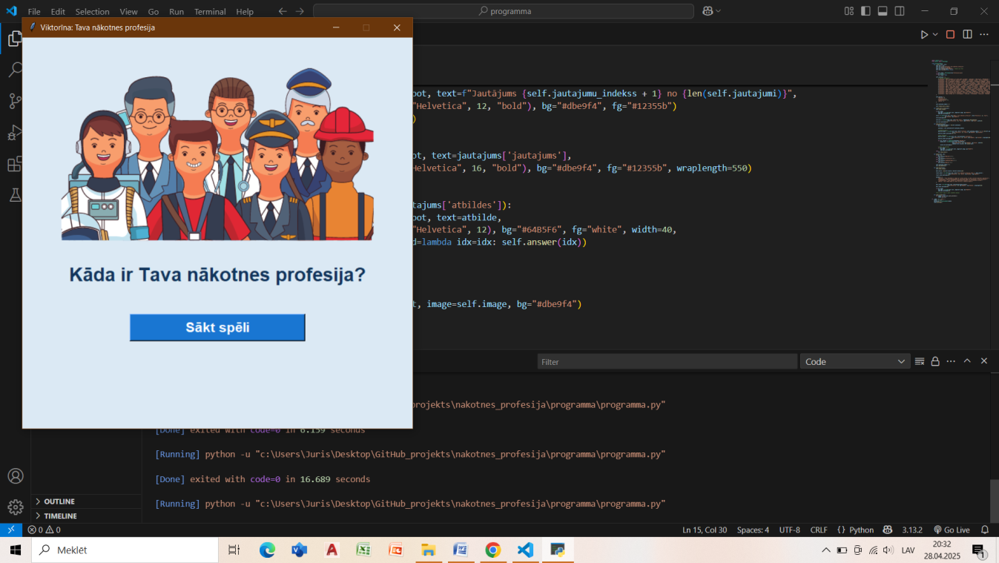 File Edit Selection View Go Run Terminal Help
programma
Viktorīna: Tava nākotnes profesija
Kāda ir Tava nākotnes profesija?
Sākt spēli
oot, text=f"Jautājums {self.jautajumu_indekss + 1} no {len(self.jautajumi)}",
"Helvetica", 12, "bold"), bg="#dbe9f4", fg="#12355b")
)
oot, text=jautajums['jautajums'],
Helvetica", 16, "bold"), bg="#dbe9f4", fg="#12355b", wraplength=550)
tajums['atbildes']):
oot, text=atbilde,
"Helvetica", 12), bg="#64B5F6", fg="white", width=40,
d=lambda idx=idx: self.answer(idx))
t, image=self.image, bg="#dbe9f4")
Filter
Code
projekts\nakotnes_profesija\programma\programma.py"
[Done] exited with code=0 in 6.159 seconds
[Running] python -u "c:\Users\Juris\Desktop\GitHub_projekts\nakotnes_profesija\programma\programma.py"
[Done] exited with code=0 in 16.689 seconds
[Running] python -u "c:\Users\Juris\Desktop\GitHub_projekts\nakotnes_profesija\programma\programma.py"
OUTLINE
TIMELINE
0 0
Ln 15, Col 30 Spaces: 4 UTF-8 CRLF {} Python 3.13.2 Go Live
Meklēt
LAV
20:32
28.04.2025
1